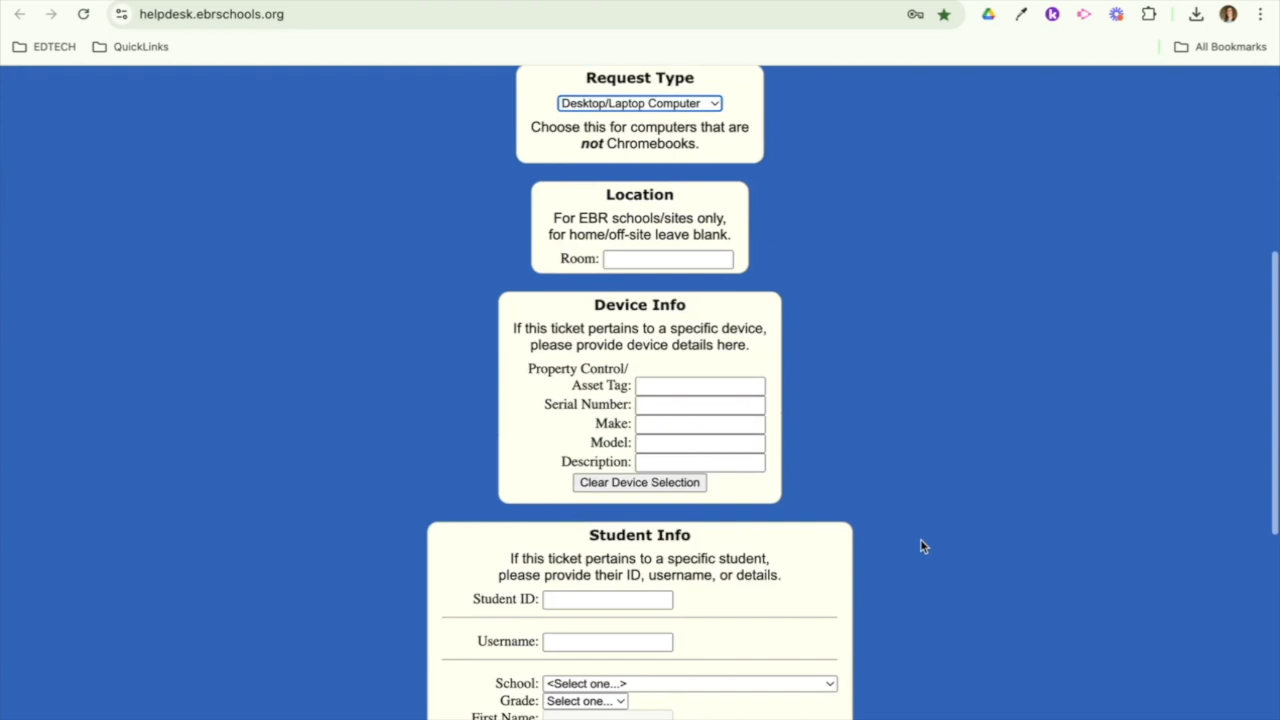 helpdesk.ebrschools.org
EDTECH
QuickLinks
All Bookmarks
Request Type
Desktop/Laptop Computer
Choose this for computers that are
not Chromebooks.
Location
For EBR schools/sites only,
for home/off-site leave blank.
Room:
Device Info
If this ticket pertains to a specific device,
please provide device details here.
Property Control/
Asset Tag:
Serial Number:
Make:
Model:
Description:
Clear Device Selection
Student Info
If this ticket pertains to a specific student,
please provide their ID, username, or details.
Student ID:
Username:
School: <Select one...>
Grade: Select one...
First Name: